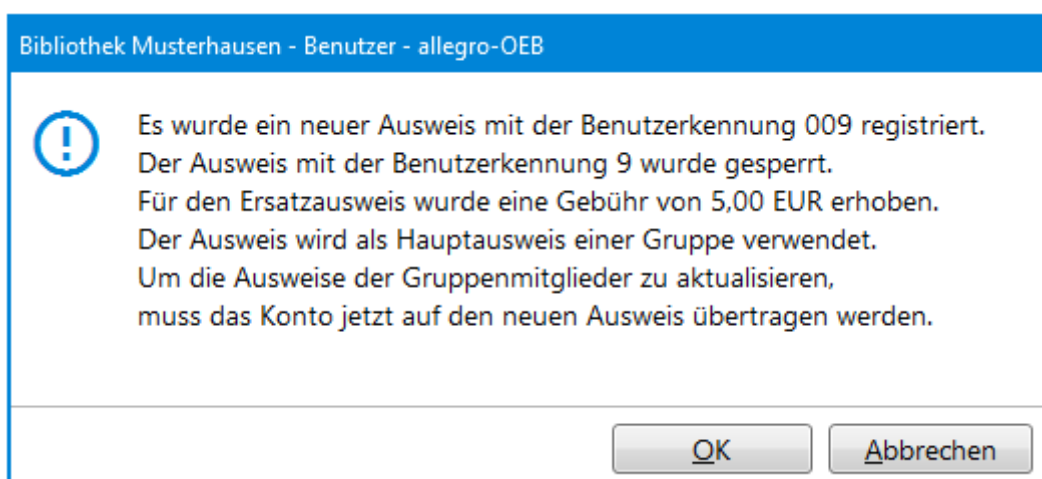 Bibliothek Musterhausen - Benutzer - allegro-OEB
Es wurde ein neuer Ausweis mit der Benutzerkennung 009 registriert.
Der Ausweis mit der Benutzerkennung 9 wurde gesperrt.
Für den Ersatzausweis wurde eine Gebühr von 5,00 EUR erhoben.
Der Ausweis wird als Hauptausweis einer Gruppe verwendet.
Um die Ausweise der Gruppenmitglieder zu aktualisieren,
muss das Konto jetzt auf den neuen Ausweis übertragen werden.
OK
Abbrechen